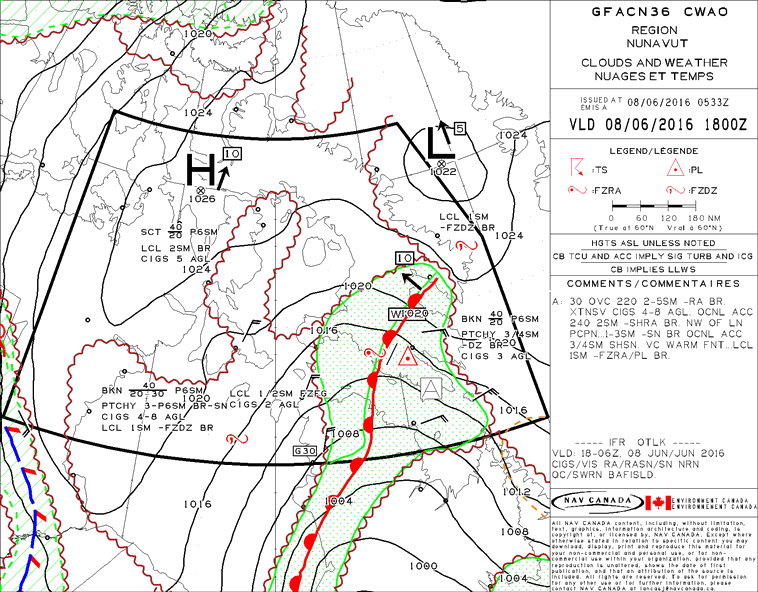 GFACN36 CWAO
REGION
NUNAVUT
CLOUDS AND WEATHER
NUAGES ET TEMPS
ISSUED AT 08/06/2016 0533Z
EMIS A
VLD 08/06/2016 1800Z
LEGEND/LEGENDE
:TS
:PL
:FZRA
:FZDZ
0 60 120 180 NM
(True at 60°N Vrai à 60°N)
HGTS ASL UNLESS NOTED
CB TCU AND ACC IMPLY SIG TURB AND ICG
CB IMPLIES LLWS
COMMENTS/COMMENTAIRES
A: 30 OVC 220 2-5SM -RA BR.
XTNSV CIGS 4-8 AGL. OCNL ACC
240 2SM -SHRA BR. NW OF LN
PCPN..1-3SM -SN BR OCNL ACC
3/4SM SHSN. VC WARM FNT..LCL
1SM -FZRA/PL BR.
----- IFR OTLK -----
VLD: 18-06Z, 08 JUN/JUN 2016
CIGS/VIS RA/RASN/SN NRN
QC/SWRN BAFISLD.
NAV CANADA
ENVIRONMENT CANADA
ENVIRONNEMENT CANADA
All NAV CANADA content, including, without limitation,
text, graphics, information architecture and coding, is
copyright of, or licensed by, NAV CANADA. Except where
otherwise stated in relation to specific content you may
download, display, print and reproduce this material for
your non-commercial and personal use, or for non-
commercial use within your organization, provided that any
reproduction is unaltered, shows the date of first
publication, and that an attribution of the source is
included. All rights are reserved. To ask for permission
for any other use or for further information, please
contact NAV CANADA at
1020
1024
H
10
1026
L
5
1022
1024
SCT 40/20 P6SM
LCL 2SM BR
CIGS 5 AGL
1024
LCL 1SM
-FZDZ BR
1024
10
1020
W1020
1016
BKN 40/20 P6SM
PTCHY 3/4SM
-DZ BR
1020
CIGS 3 AGL
A
BKN 40/20-30 P6SM
1020
PTCHY 3-P6SM BR-SN
CIGS 4-8 AGL
LCL 1SM -FZDZ BR
LCL 1/2SM FZFG
CIGS 2 AGL
1016
1008
G30
1004
1016
1012
1008
1000
1004